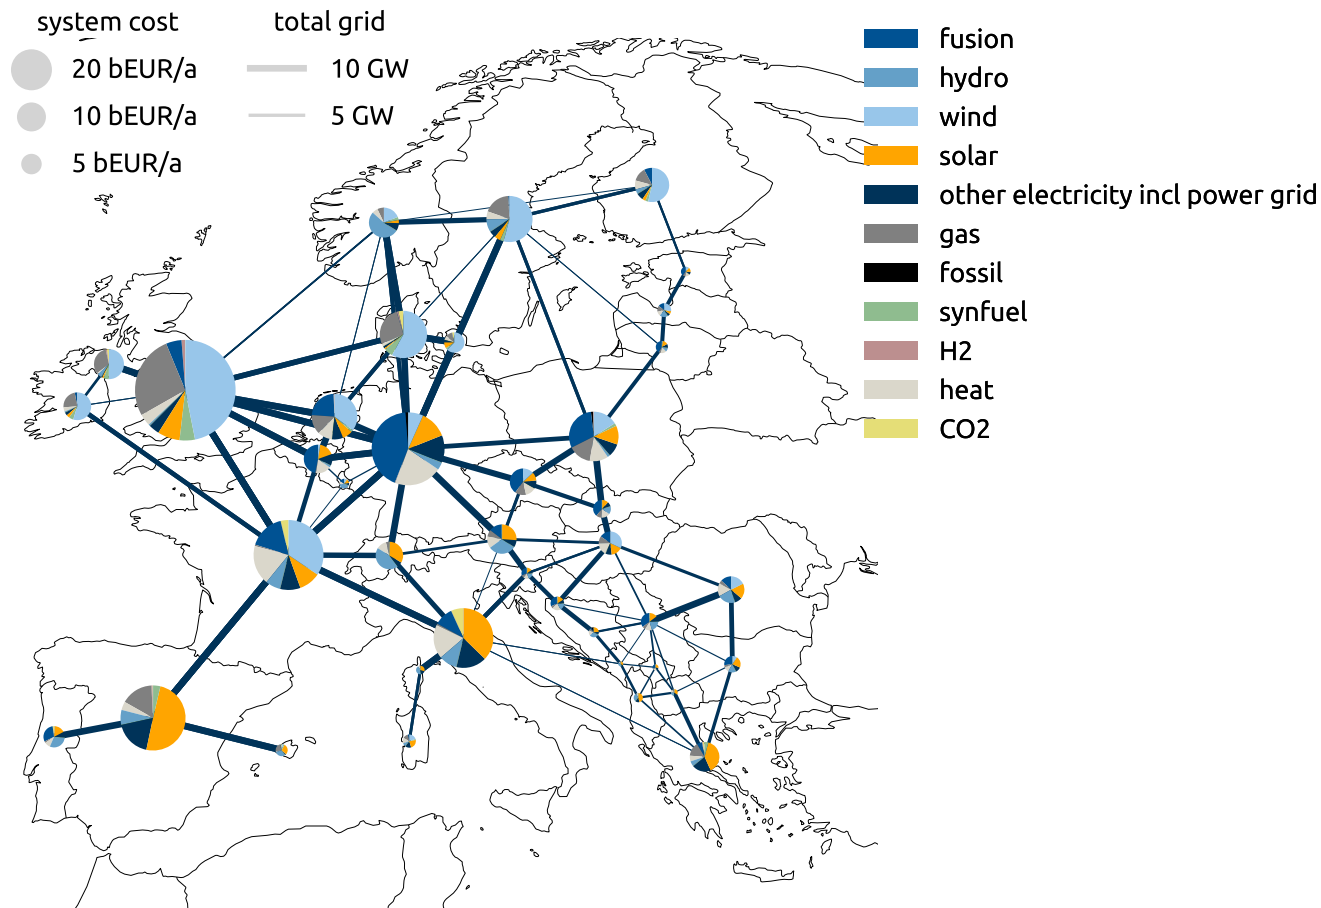 system cost
20 bEUR/a
10 bEUR/a
5 bEUR/a
total grid
10 GW
5 GW
fusion
hydro
wind
solar
other electricity incl power grid
gas
fossil
synfuel
H2
heat
CO2